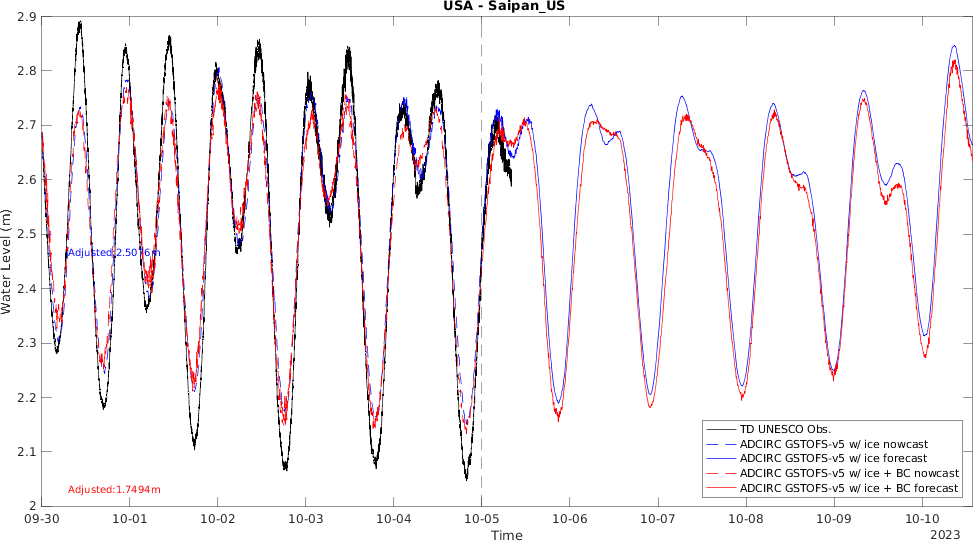 USA - Saipan_US
Water Level (m)
2.9
2.8
2.7
2.6
2.5
2.4
2.3
2.2
2.1
2
Adjusted:2.5076m
Adjusted:1.7494m
TD UNESCO Obs.
ADCIRC GSTOFS-v5 w/ ice nowcast
ADCIRC GSTOFS-v5 w/ ice forecast
ADCIRC GSTOFS-v5 w/ ice + BC nowcast
ADCIRC GSTOFS-v5 w/ ice + BC forecast
09-30 10-01 10-02 10-03 10-04 10-05 10-06 10-07 10-08 10-09 10-10
Time
2023